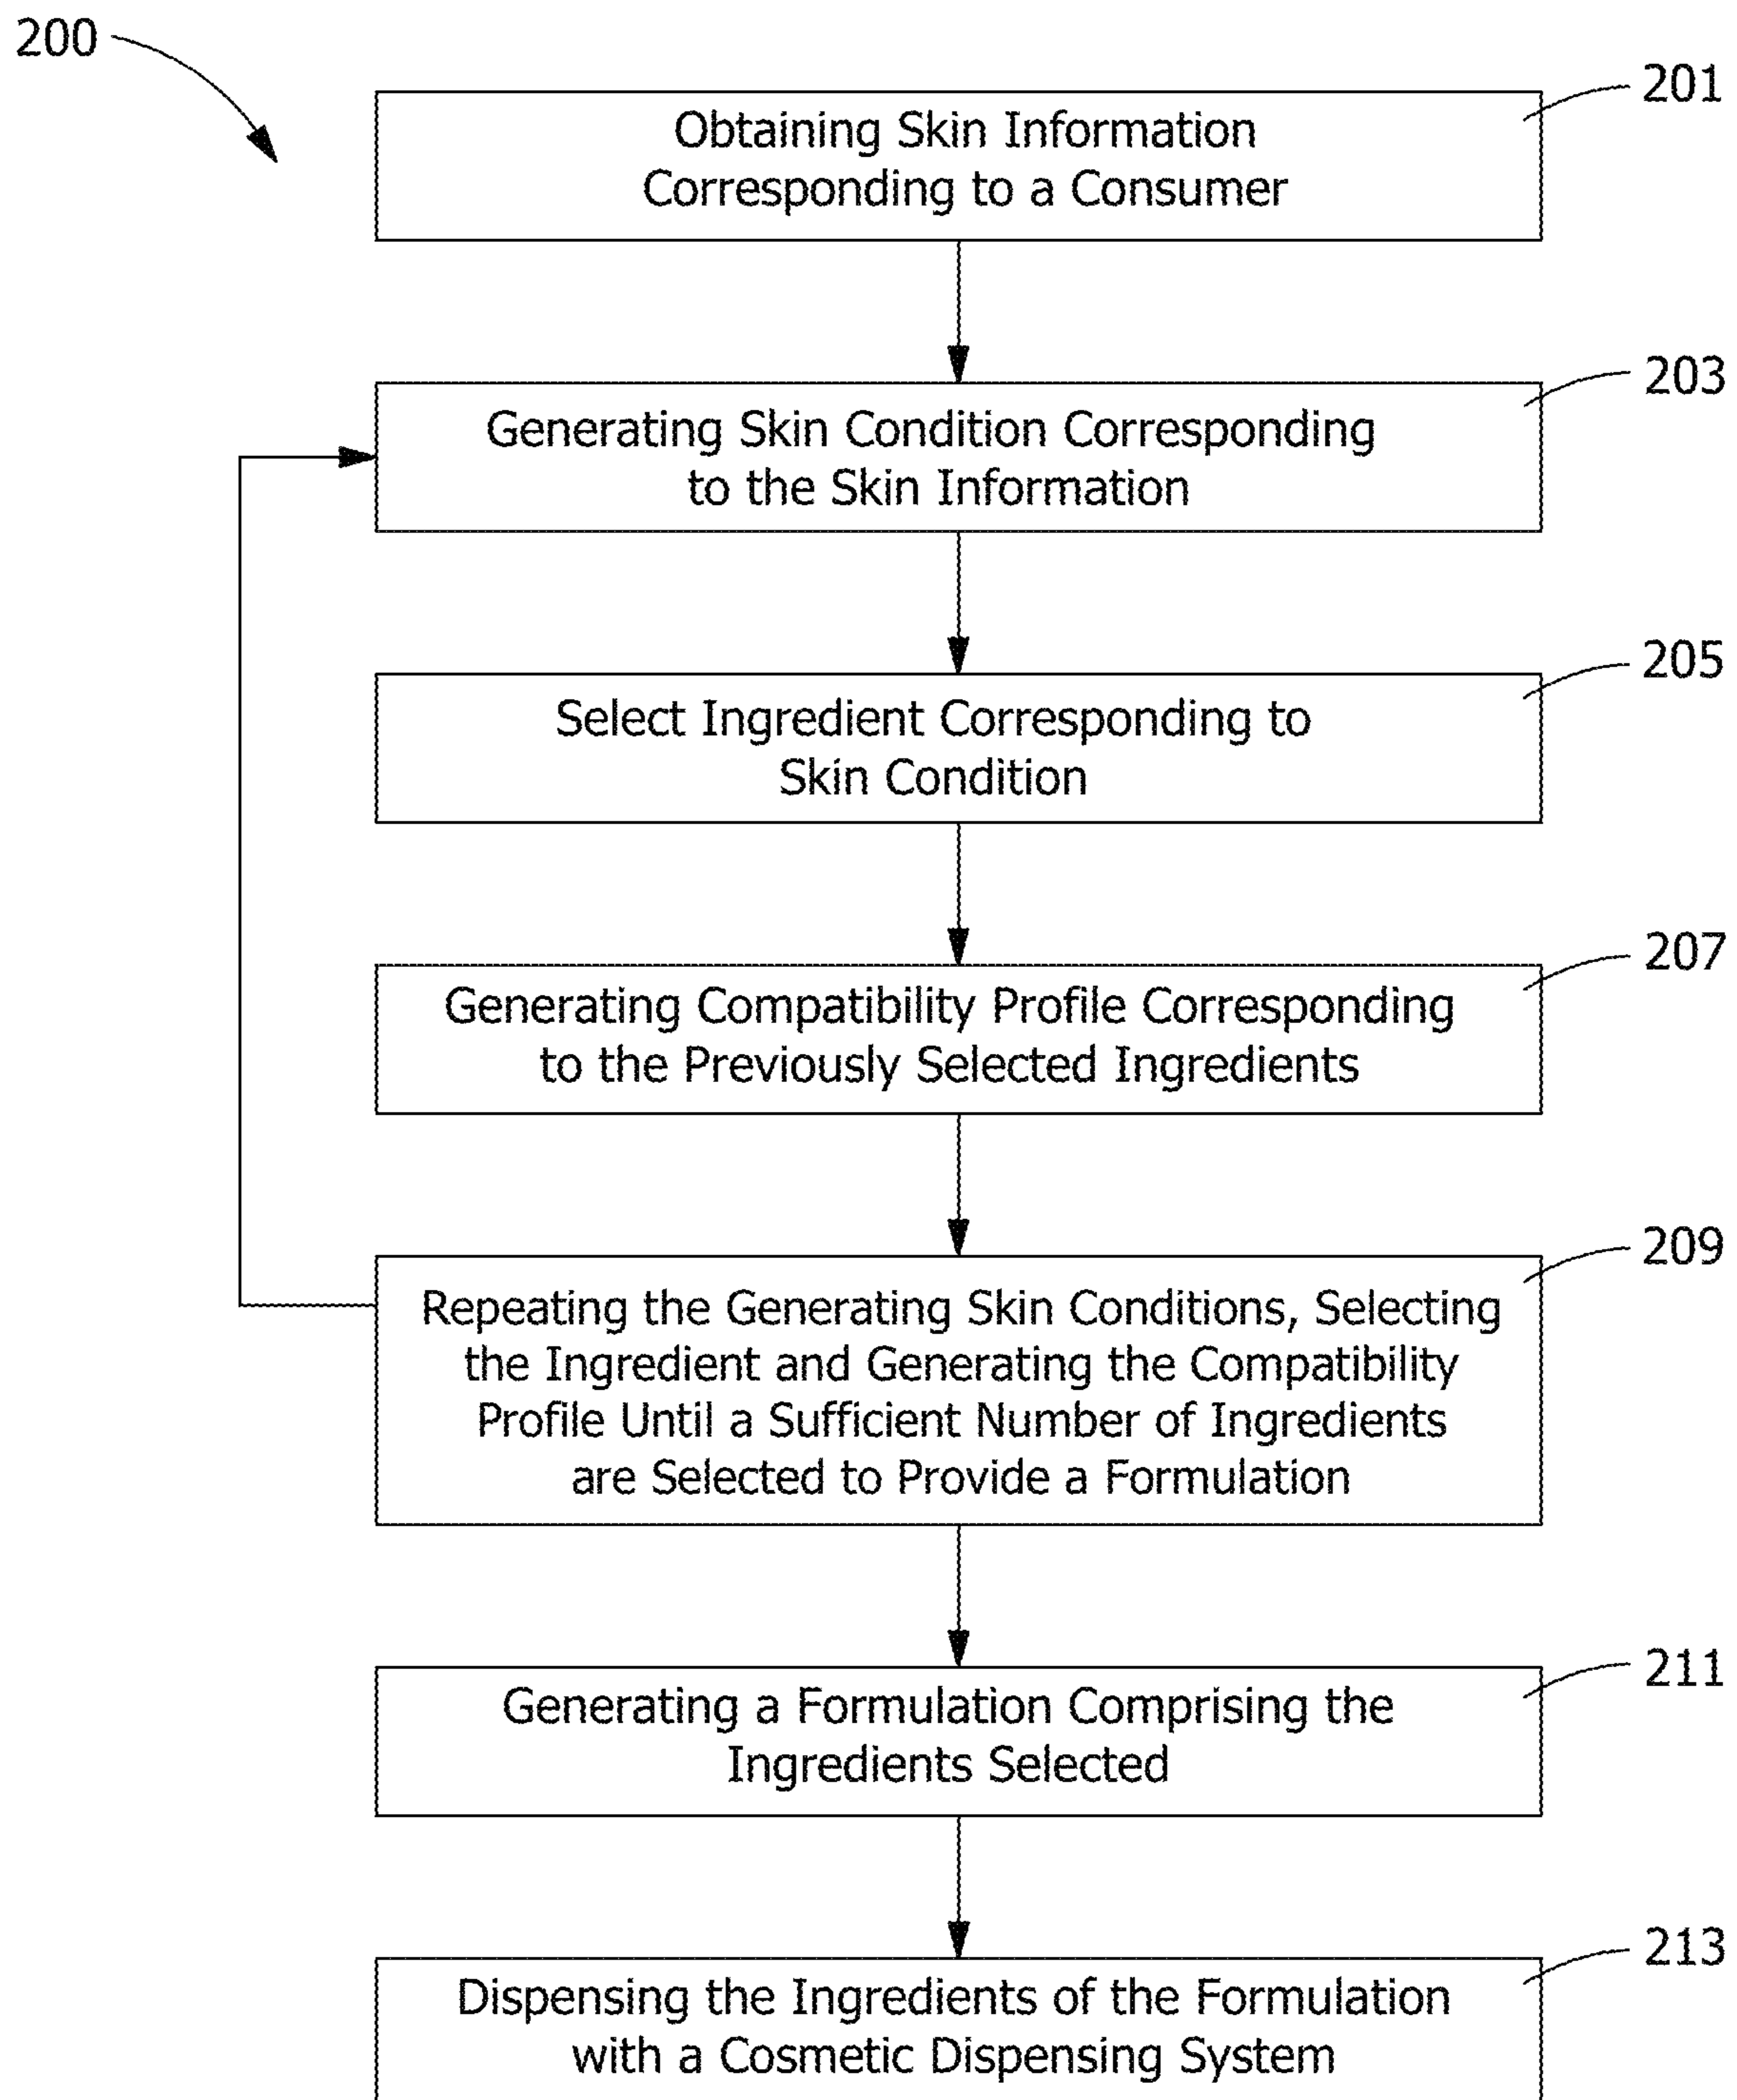 200
201
Obtaining Skin Information
Corresponding to a Consumer
203
Generating Skin Condition Corresponding
to the Skin Information
205
Select Ingredient Corresponding to
Skin Condition
207
Generating Compatibility Profile Corresponding
to the Previously Selected Ingredients
209
Repeating the Generating Skin Conditions, Selecting
the Ingredient and Generating the Compatibility
Profile Until a Sufficient Number of Ingredients
are Selected to Provide a Formulation
211
Generating a Formulation Comprising the
Ingredients Selected
213
Dispensing the Ingredients of the Formulation
with a Cosmetic Dispensing System